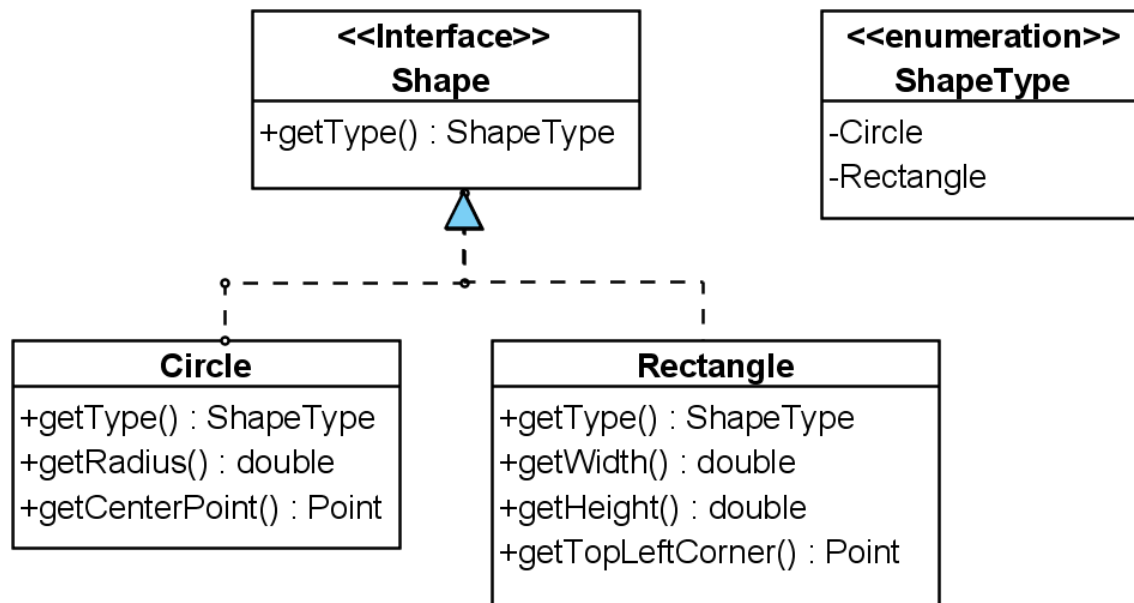 <<Interface>>
Shape
+getType() : ShapeType
<<enumeration>>
ShapeType
-Circle
-Rectangle
Circle
+getType() : ShapeType
+getRadius() : double
+getCenterPoint() : Point
Rectangle
+getType() : ShapeType
+getWidth() : double
+getHeight() : double
+getTopLeftCorner() : Point